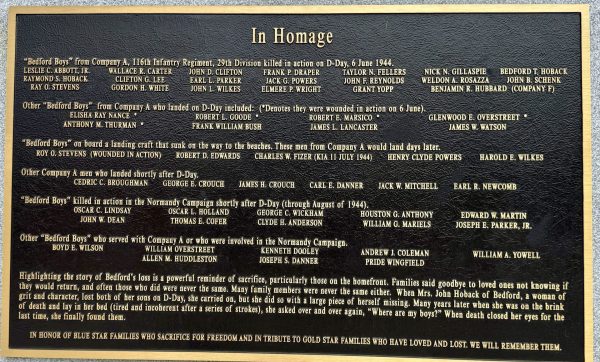 In Homage
"Bedford Boys" from Company A, 116th Infantry Regiment, 29th Division killed in action on D-Day, 6 June 1944.
LESLIE C. ABBOTT, JR. WALLACE R. CARTER JOHN D. CLIFTON FRANK P. DRAPER TAYLOR N. FELLERS NICK N. GILLASPIE BEDFORD T. HOBACK
RAYMOND S. HOBACK CLIFTON G. LEE EARL L. PARKER JACK G. POWERS JOHN F. REYNOLDS WELDON A. ROSAZZA JOHN B. SCHENK
RAY O. STEVENS GORDON H. WHITE JOHN L. WILKES ELMERE P. WRIGHT GRANT YOPP BENJAMIN R. HUBBARD (COMPANY F)
Other "Bedford Boys" from Company A who landed on D-Day included: (*Denotes they were wounded in action on 6 June).
ELISHA RAY NANCE * ROBERT L. GOODE * ROBERT E. MARSICO * GLENWOOD E. OVERSTREET *
ANTHONY M. THURMAN * FRANK WILLIAM BUSH JAMES L. LANCASTER JAMES W. WATSON
"Bedford Boys" on board a landing craft that sunk on the way to the beaches. These men from Company A would land days later.
ROY O. STEVENS (WOUNDED IN ACTION) ROBERT D. EDWARDS CHARLES W. FIZER (KIA 11 JULY 1944) HENRY CLYDE POWERS HAROLD E. WILKES
Other Company A men who landed shortly after D-Day.
CEDRIC C. BROUGHMAN GEORGE E. CROUCH JAMES H. CROUCH CARL E. DANNER JACK W. MITCHELL EARL R. NEWCOMB
"Bedford Boys" killed in action in the Normandy Campaign shortly after D-Day (through August of 1944).
OSCAR C. LINDSAY OSCAR L. HOLLAND GEORGE C. WICKHAM HOUSTON G. ANTHONY EDWARD W. MARTIN
JOHN W. DEAN THOMAS E. COFER CLYDE H. ANDERSON WILLIAM G. MARIELS JOSEPH E. PARKER, JR.
Other "Bedford Boys" who served with Company A or who were involved in the Normandy Campaign.
BOYD E. WILSON WILLIAM OVERSTREET KENNETH DOOLEY ANDREW J. COLEMAN WILLIAM A. YOWELL
ALLEN M. HUDDLESTON JOSEPH S. DANNER PRIDE WINGFIELD
Highlighting the story of Bedford's loss is a powerful reminder of sacrifice, particularly those on the homefront. Families said goodbye to loved ones not knowing if
they would return, and often those who did were never the same. Many family members were never the same either. When Mrs. John Hoback of Bedford, a woman of
grit and character, lost both of her sons on D-Day, she carried on, but she did so with a large piece of herself missing. Many years later when she was on the brink
of death and lay in her bed (tired and incoherent after a series of strokes), she asked over and over again, "Where are my boys?" When death closed her eyes for the
last time, she finally found them.
IN HONOR OF BLUE STAR FAMILIES WHO SACRIFICE FOR FREEDOM AND IN TRIBUTE TO GOLD STAR FAMILIES WHO HAVE LOVED AND LOST. WE WILL REMEMBER THEM.